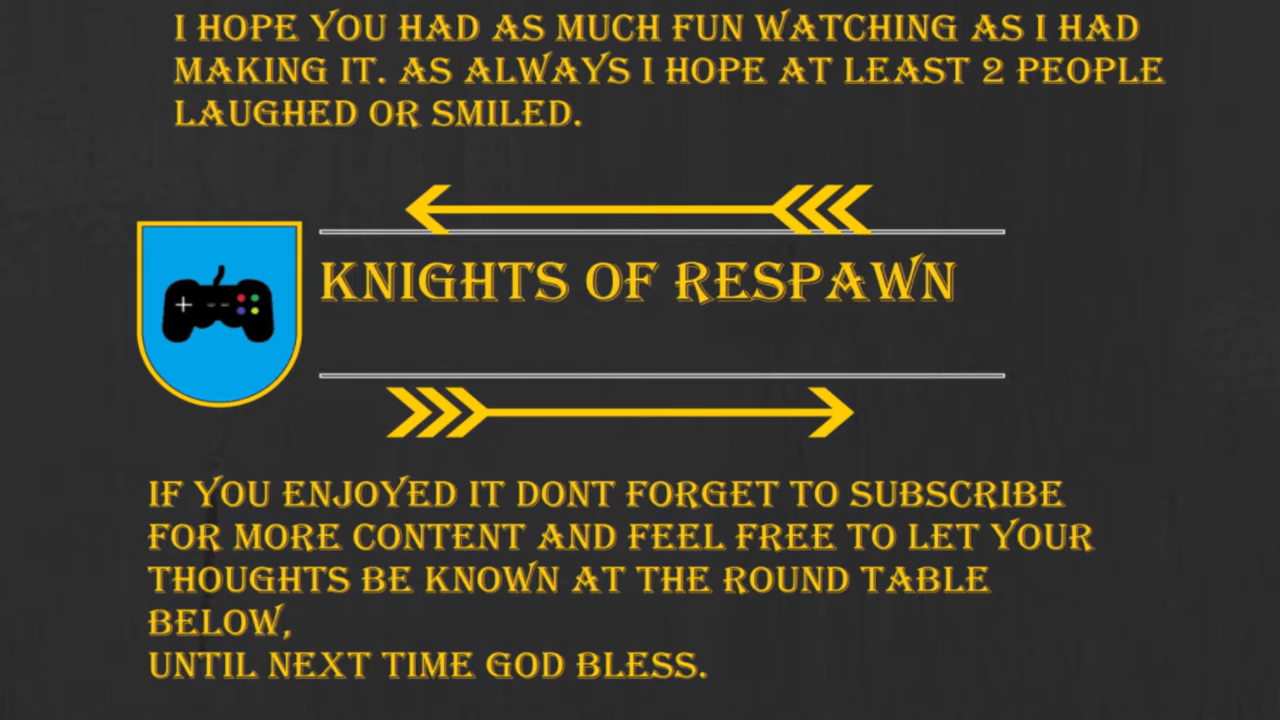 I HOPE YOU HAD AS MUCH FUN WATCHING AS I HAD
MAKING IT. AS ALWAYS I HOPE AT LEAST 2 PEOPLE
LAUGHED OR SMILED.
KNIGHTS OF RESPAWN
IF YOU ENJOYED IT DONT FORGET TO SUBSCRIBE
FOR MORE CONTENT AND FEEL FREE TO LET YOUR
THOUGHTS BE KNOWN AT THE ROUND TABLE
BELOW,
UNTIL NEXT TIME GOD BLESS.